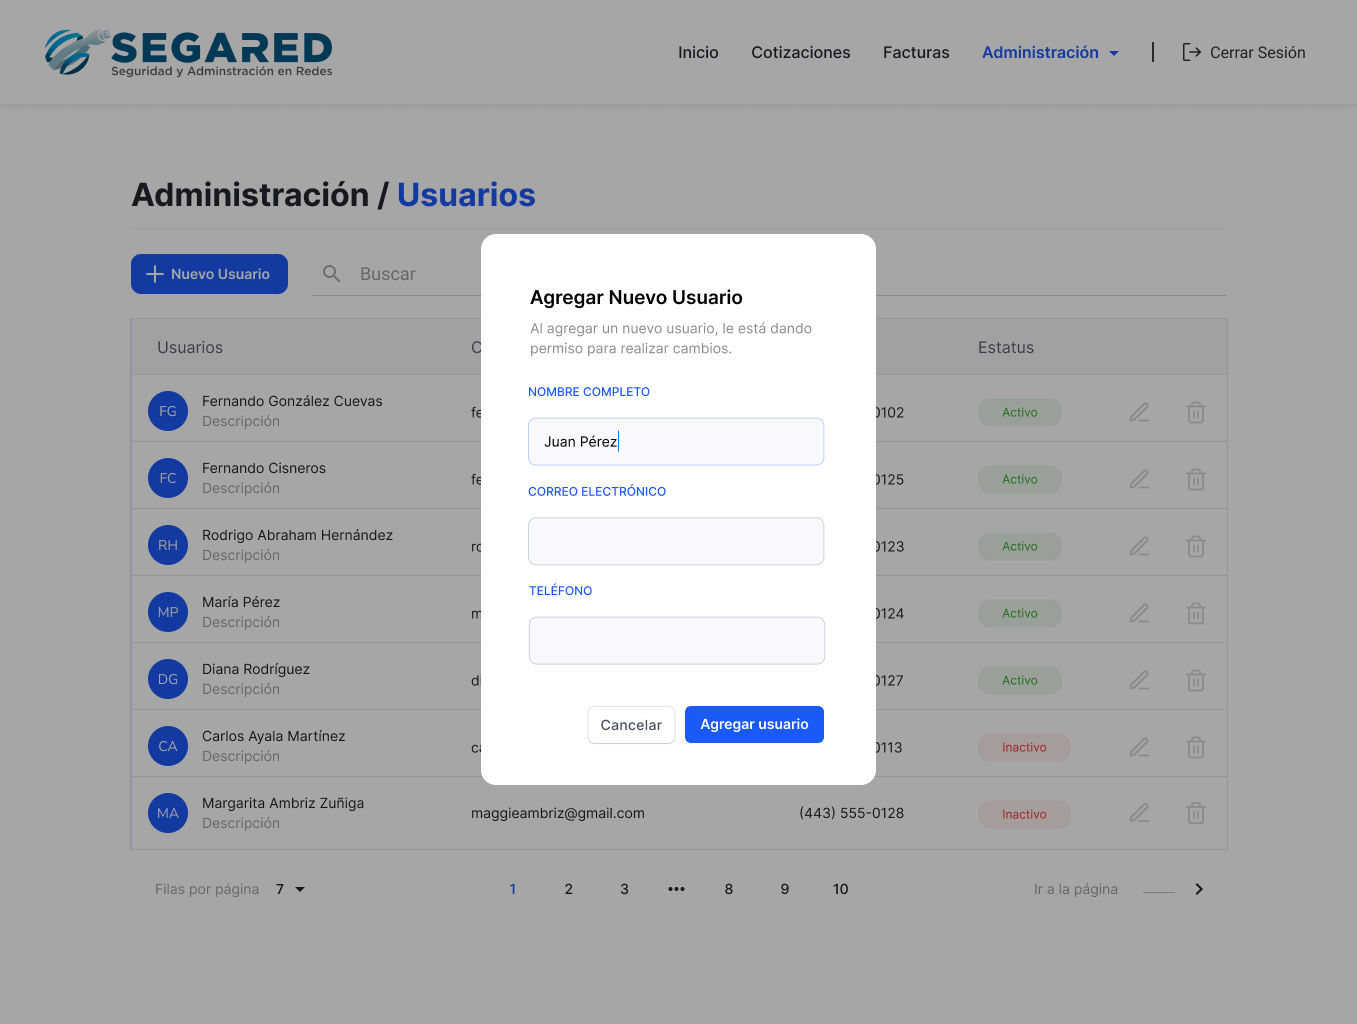 SEGARED
Seguridad y Adminstración en Redes
Inicio Cotizaciones Facturas Administración Cerrar Sesión
Administración / Usuarios
Nuevo Usuario Buscar
Agregar Nuevo Usuario
Al agregar un nuevo usuario, le está dando
permiso para realizar cambios.
NOMBRE COMPLETO
Juan Pérez
CORREO ELECTRÓNICO
TELÉFONO
Cancelar Agregar usuario
Usuarios C Estatus
FG Fernando González Cuevas fe 0102 Activo
Descripción
FC Fernando Cisneros fe 0125 Activo
Descripción
RH Rodrigo Abraham Hernández ro 0123 Activo
Descripción
MP María Pérez m 0124 Activo
Descripción
DG Diana Rodríguez di 0127 Activo
Descripción
CA Carlos Ayala Martínez ca 0113 Inactivo
Descripción
MA Margarita Ambriz Zuñiga maggieambriz@gmail.com (443) 555-0128 Inactivo
Descripción
Filas por página 7 1 2 3 ••• 8 9 10 Ir a la página